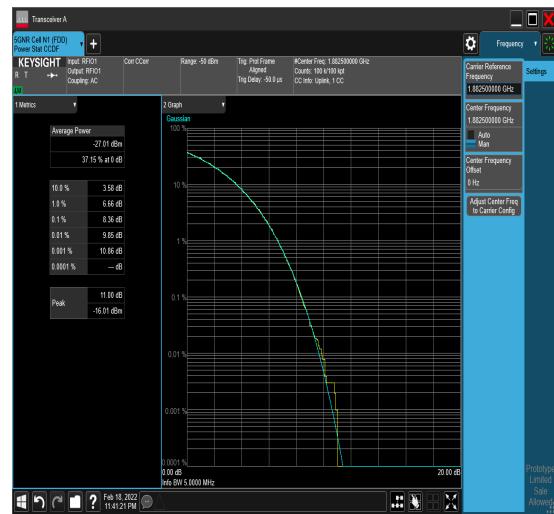 Transceiver A
5GNR Cell N1 (FDD)
Power Stat CCDF
Frequency
KEYSIGHT
R T
Input: RFIO1
Output: RFIO1
Coupling: AC
Corr CCorr
Range: -50 dBm
Trig: Prot Frame
Aligned
Trig Delay: -50.0 µs
#Center Freq: 1.882500000 GHz
Counts: 100 k/100 kpt
CC Info: Uplink, 1 CC
Carrier Reference
Frequency
1.882500000 GHz
Settings
Center Frequency
1.882500000 GHz
Auto
Man
Center Frequency
Offset
0 Hz
Adjust Center Freq
to Carrier Config
1 Metrics
Average Power
-27.01 dBm
37.15 % at 0 dB
10.0 % 3.58 dB
1.0 % 6.66 dB
0.1 % 8.36 dB
0.01 % 9.85 dB
0.001 % 10.86 dB
0.0001 % --- dB
Peak 11.00 dB
-16.01 dBm
2 Graph
Gaussian
100 %
10 %
1 %
0.1 %
0.01 %
0.001 %
0.0001 %
0.00 dB
20.00 dB
Info BW 5.0000 MHz
Feb 18, 2022
11:41:21 PM
Prototype
Limited
Sale
Allowed